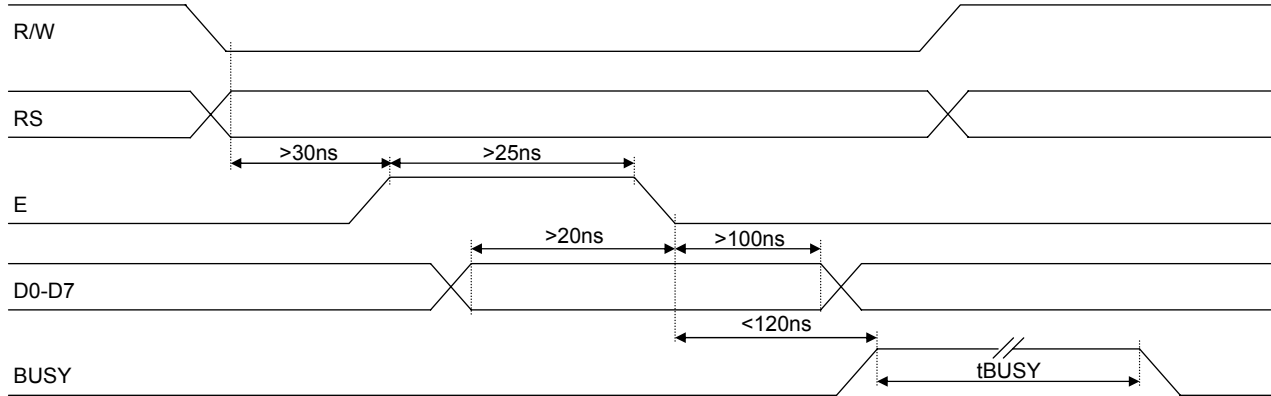 R/W
RS
>30ns >25ns
E
>20ns >100ns
D0-D7
<120ns
BUSY tBUSY